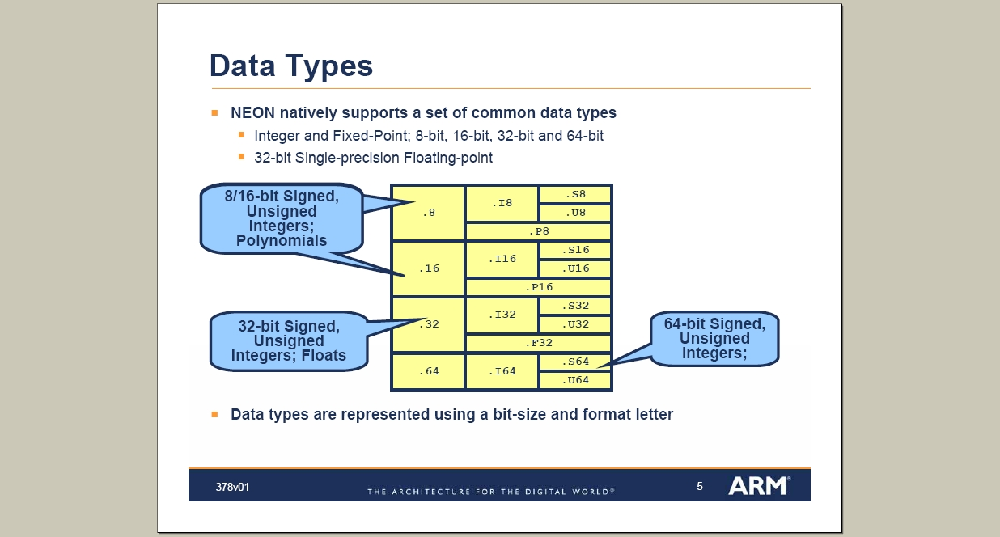 Data Types
NEON natively supports a set of common data types
Integer and Fixed-Point; 8-bit, 16-bit, 32-bit and 64-bit
32-bit Single-precision Floating-point
8/16-bit Signed,
Unsigned
Integers;
Polynomials
.8
.I8
.S8
.U8
.P8
.16
.I16
.S16
.U16
.P16
32-bit Signed,
Unsigned
Integers; Floats
.32
.I32
.S32
.U32
.F32
64-bit Signed,
Unsigned
Integers;
.64
.I64
.S64
.U64
Data types are represented using a bit-size and format letter
378v01
THE ARCHITECTURE FOR THE DIGITAL WORLD®
5
ARM®